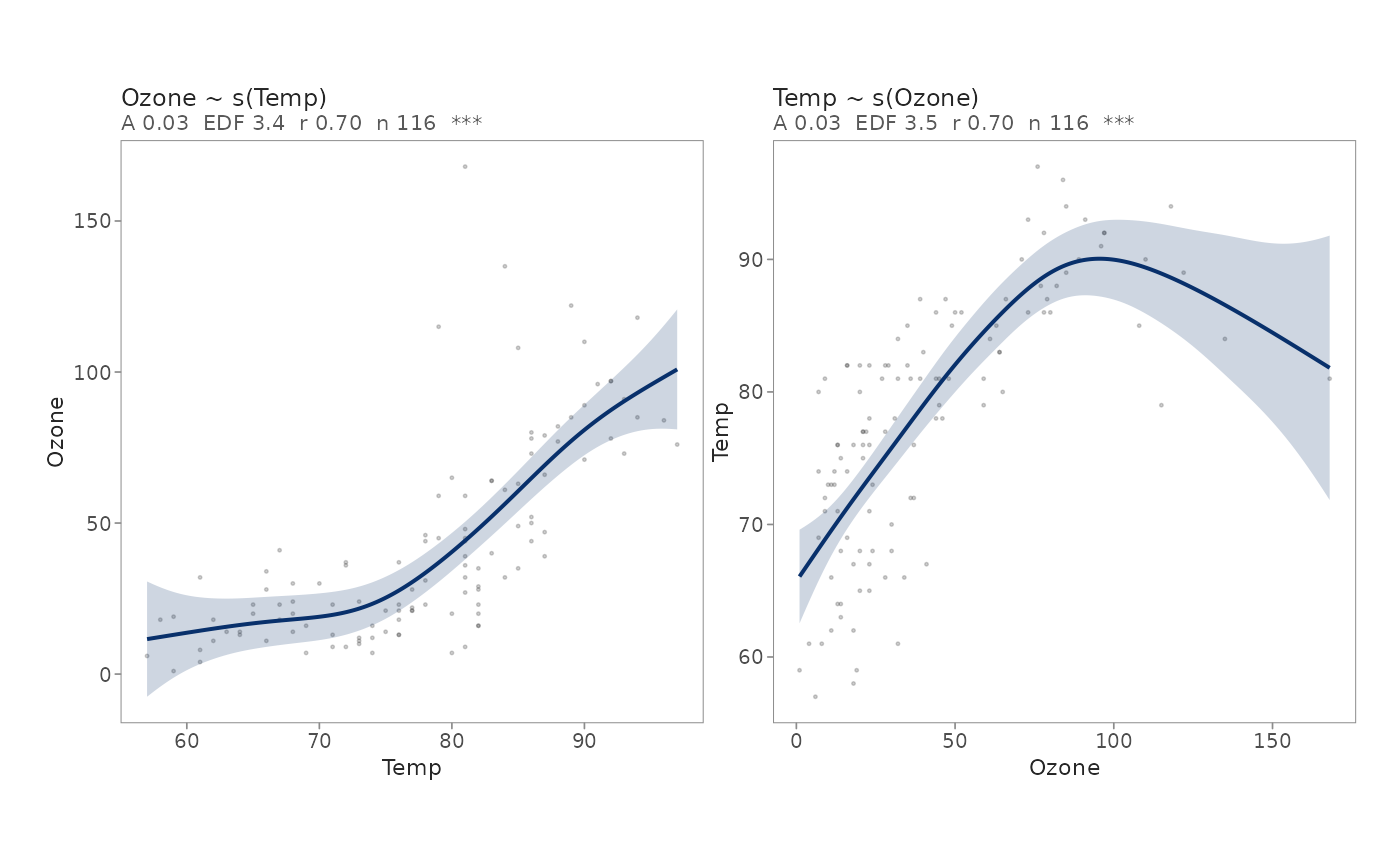 Ozone ~ s(Temp)
A 0.03 EDF 3.4 r 0.70 n 116 ***
150
100
50
0
Ozone
60 70 80 90
Temp
Temp ~ s(Ozone)
A 0.03 EDF 3.5 r 0.70 n 116 ***
90
80
70
60
Temp
0 50 100 150
Ozone